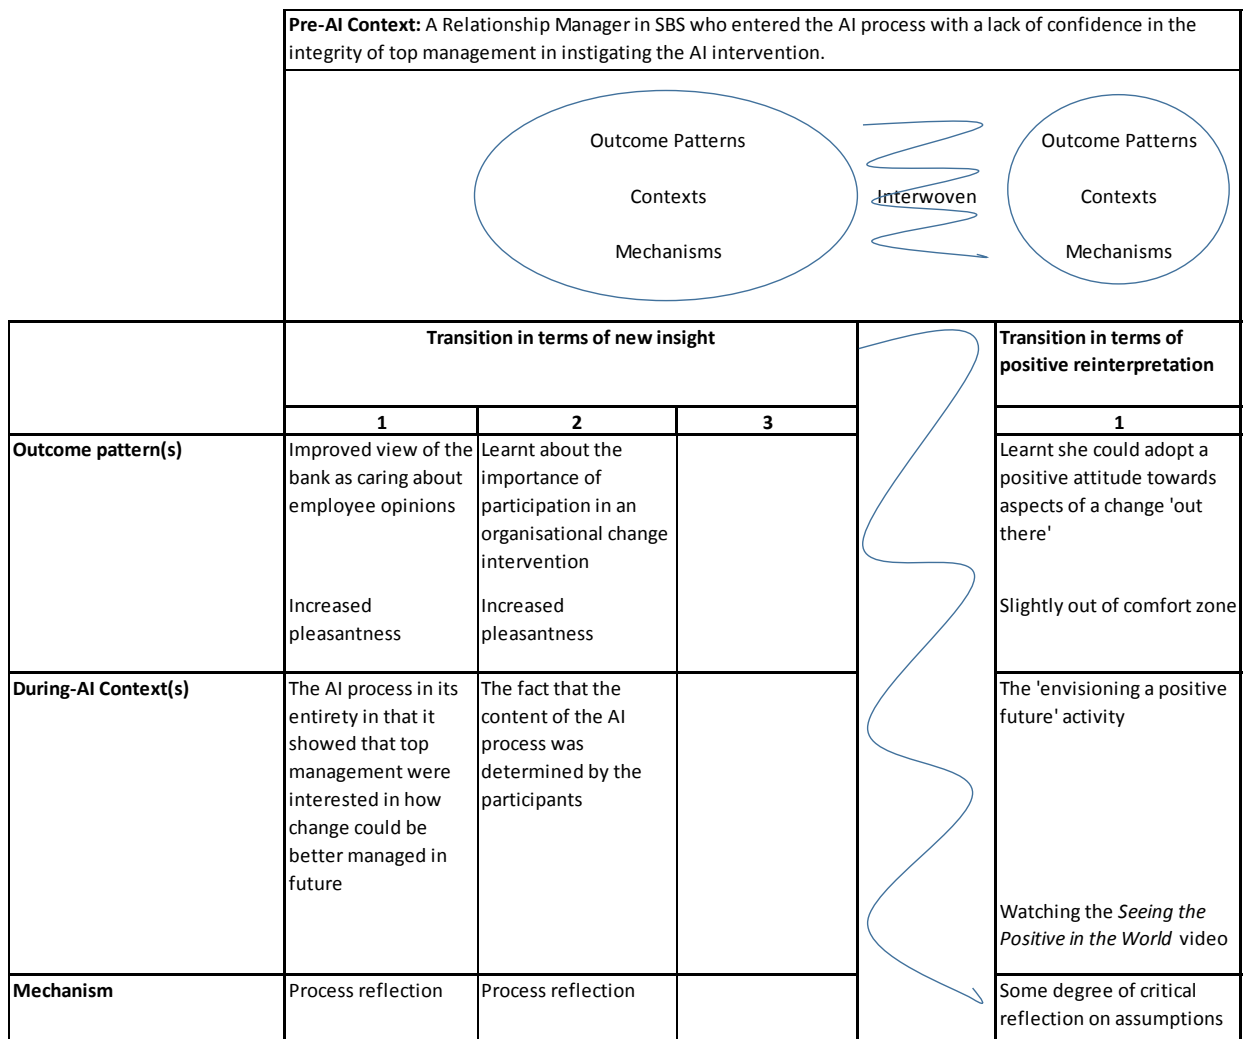 Pre-AI Context: A Relationship Manager in SBS who entered the AI process with a lack of confidence in the
integrity of top management in instigating the AI intervention.
Outcome Patterns
Contexts
Mechanisms
Interwoven
Outcome Patterns
Contexts
Mechanisms
Transition in terms of new insight
Transition in terms of
positive reinterpretation
1
2
3
1
Outcome pattern(s)
Improved view of the
bank as caring about
employee opinions
Increased
pleasantness
Learnt about the
importance of
participation in an
organisational change
intervention
Increased
pleasantness
Learnt she could adopt a
positive attitude towards
aspects of a change 'out
there'
Slightly out of comfort zone
During-AI Context(s)
The AI process in its
entirety in that it
showed that top
management were
interested in how
change could be
better managed in
future
The fact that the
content of the AI
process was
determined by the
participants
The 'envisioning a positive
future' activity
Watching the Seeing the
Positive in the World video
Mechanism
Process reflection
Process reflection
Some degree of critical
reflection on assumptions